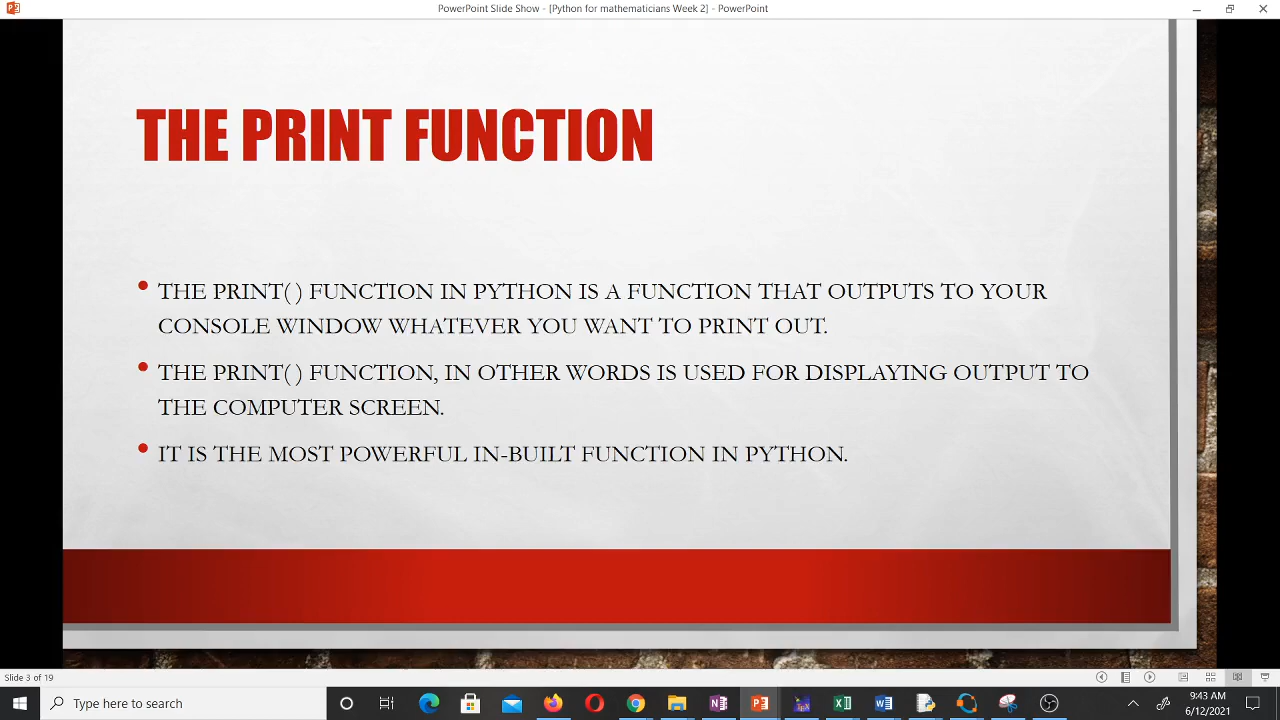 PowerPoint Slide Show - [Python for mathematicians Week 2] - PowerPoint
THE PRINT FUNCTION
• THE PRINT( ) FUNCTION IN PYTHON IS A FUNCTION THAT OUTPUTS TO YOUR
CONSOLE WINDOW WHATEVER YOU WANT TO PRINT OUT.
• THE PRINT( ) FUNCTION, IN OTHER WORDS IS USED FOR DISPLAYING OUTPUT TO
THE COMPUTER SCREEN.
• IT IS THE MOST POWERFUL IN-BUILT FUNCTION IN PYTHON.
Slide 3 of 19
Type here to search
9:43 AM
6/12/2021